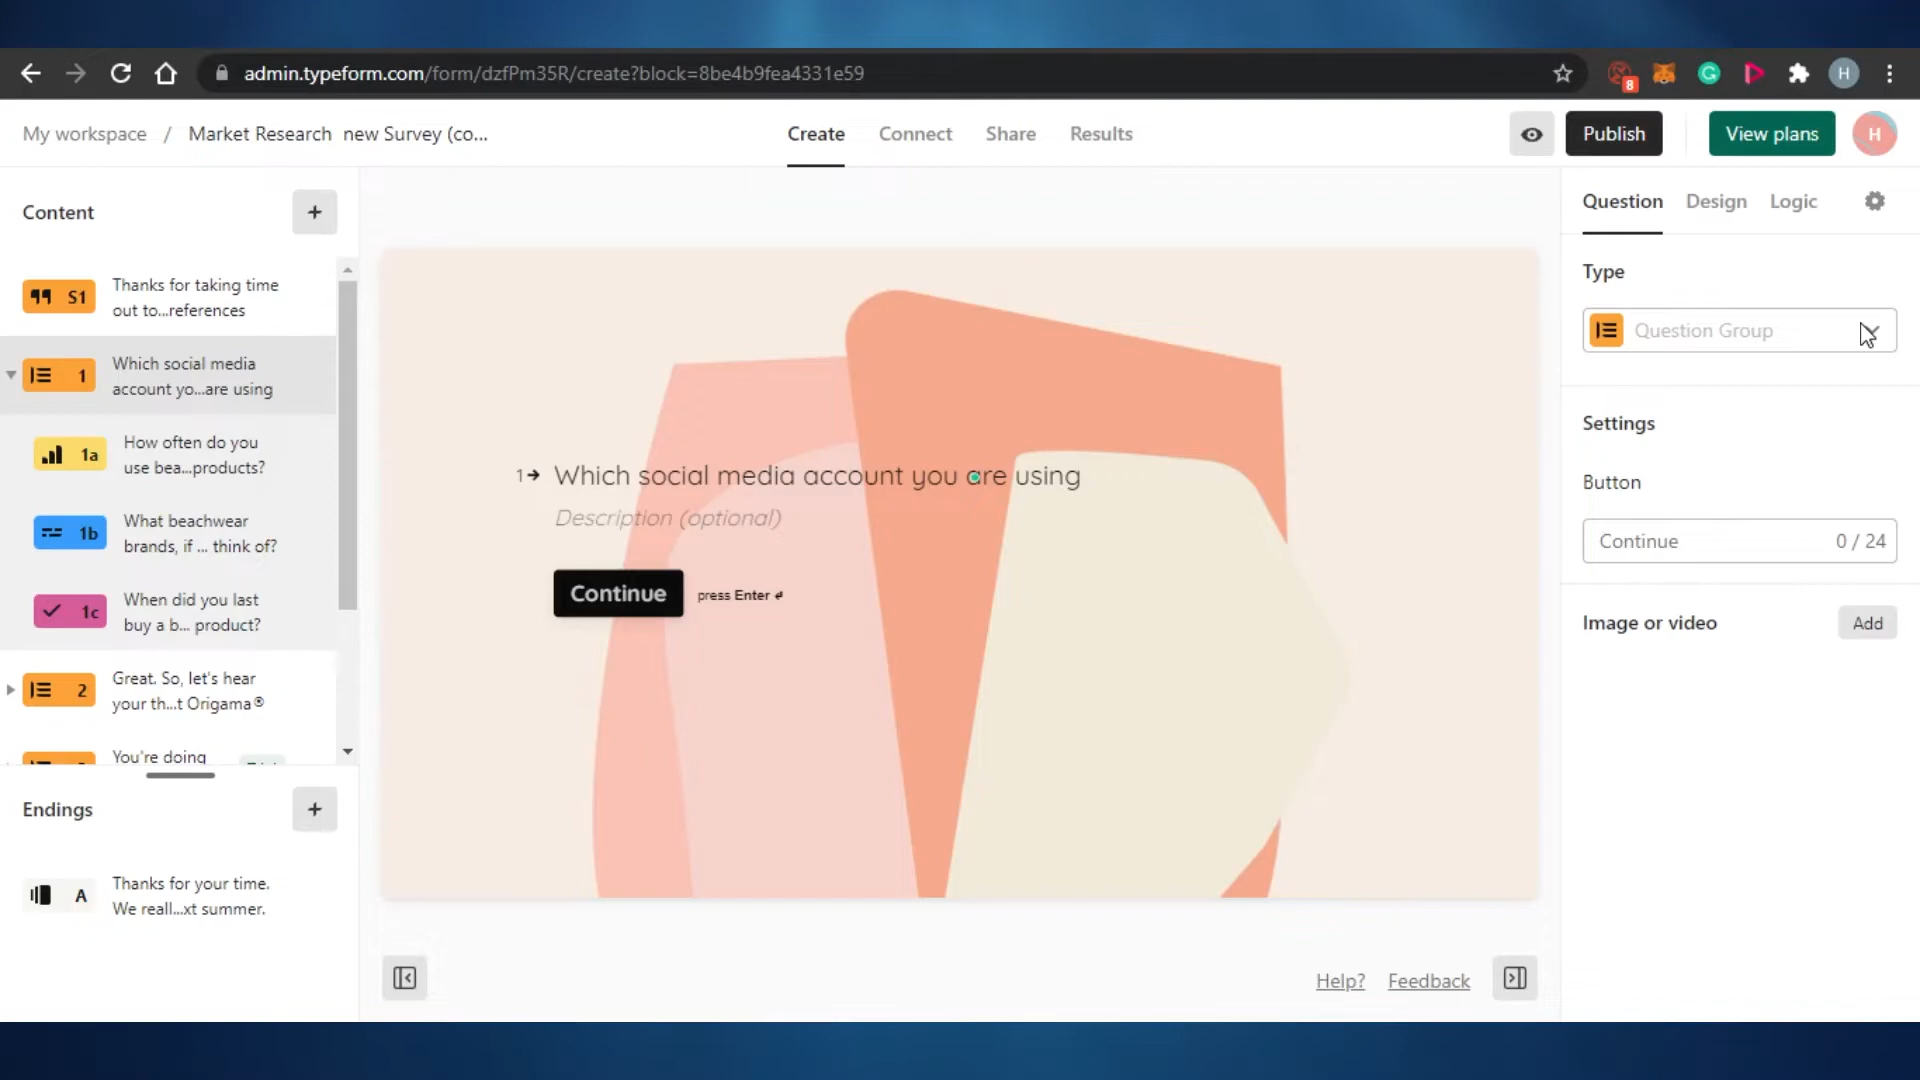 admin.typeform.com/form/dzfPm35R/create?block=8be4b9fea4331e59
8
H
My workspace / Market Research new Survey (co...
Create
Connect
Share
Results
Publish
View plans
H
Content
+
S1
Thanks for taking time
out to...references
1
Which social media
account yo...are using
1a
How often do you
use bea...products?
1b
What beachwear
brands, if ... think of?
1c
When did you last
buy a b... product?
2
Great. So, let's hear
your th...t Origama®
You're doing
Endings
+
A
Thanks for your time.
We reall...xt summer.
1
Which social media account you are using
Description (optional)
Continue
press Enter ↵
Help?
Feedback
Question
Design
Logic
Type
Question Group
Settings
Button
Continue
0 / 24
Image or video
Add